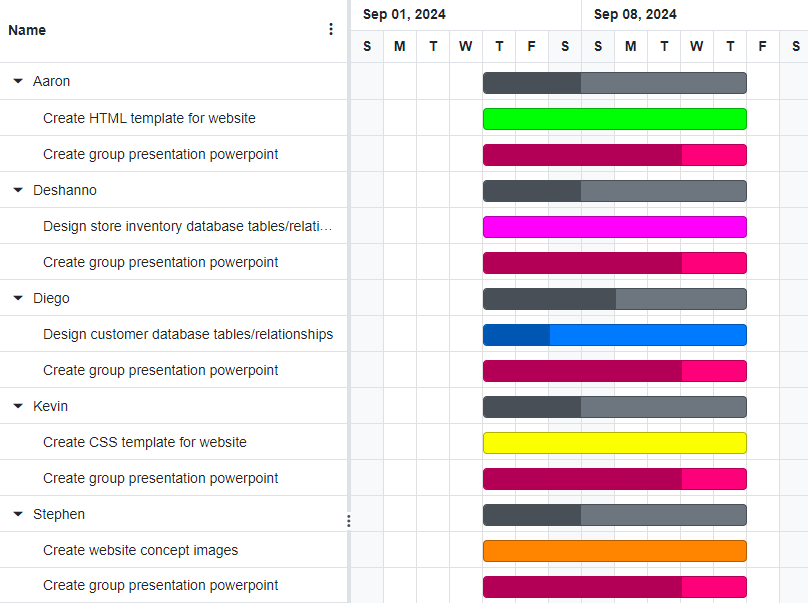 Name
Sep 01, 2024 Sep 08, 2024
S M T W T F S S M T W T F S
Aaron
Create HTML template for website
Create group presentation powerpoint
Deshanno
Design store inventory database tables/relati…
Create group presentation powerpoint
Diego
Design customer database tables/relationships
Create group presentation powerpoint
Kevin
Create CSS template for website
Create group presentation powerpoint
Stephen
Create website concept images
Create group presentation powerpoint